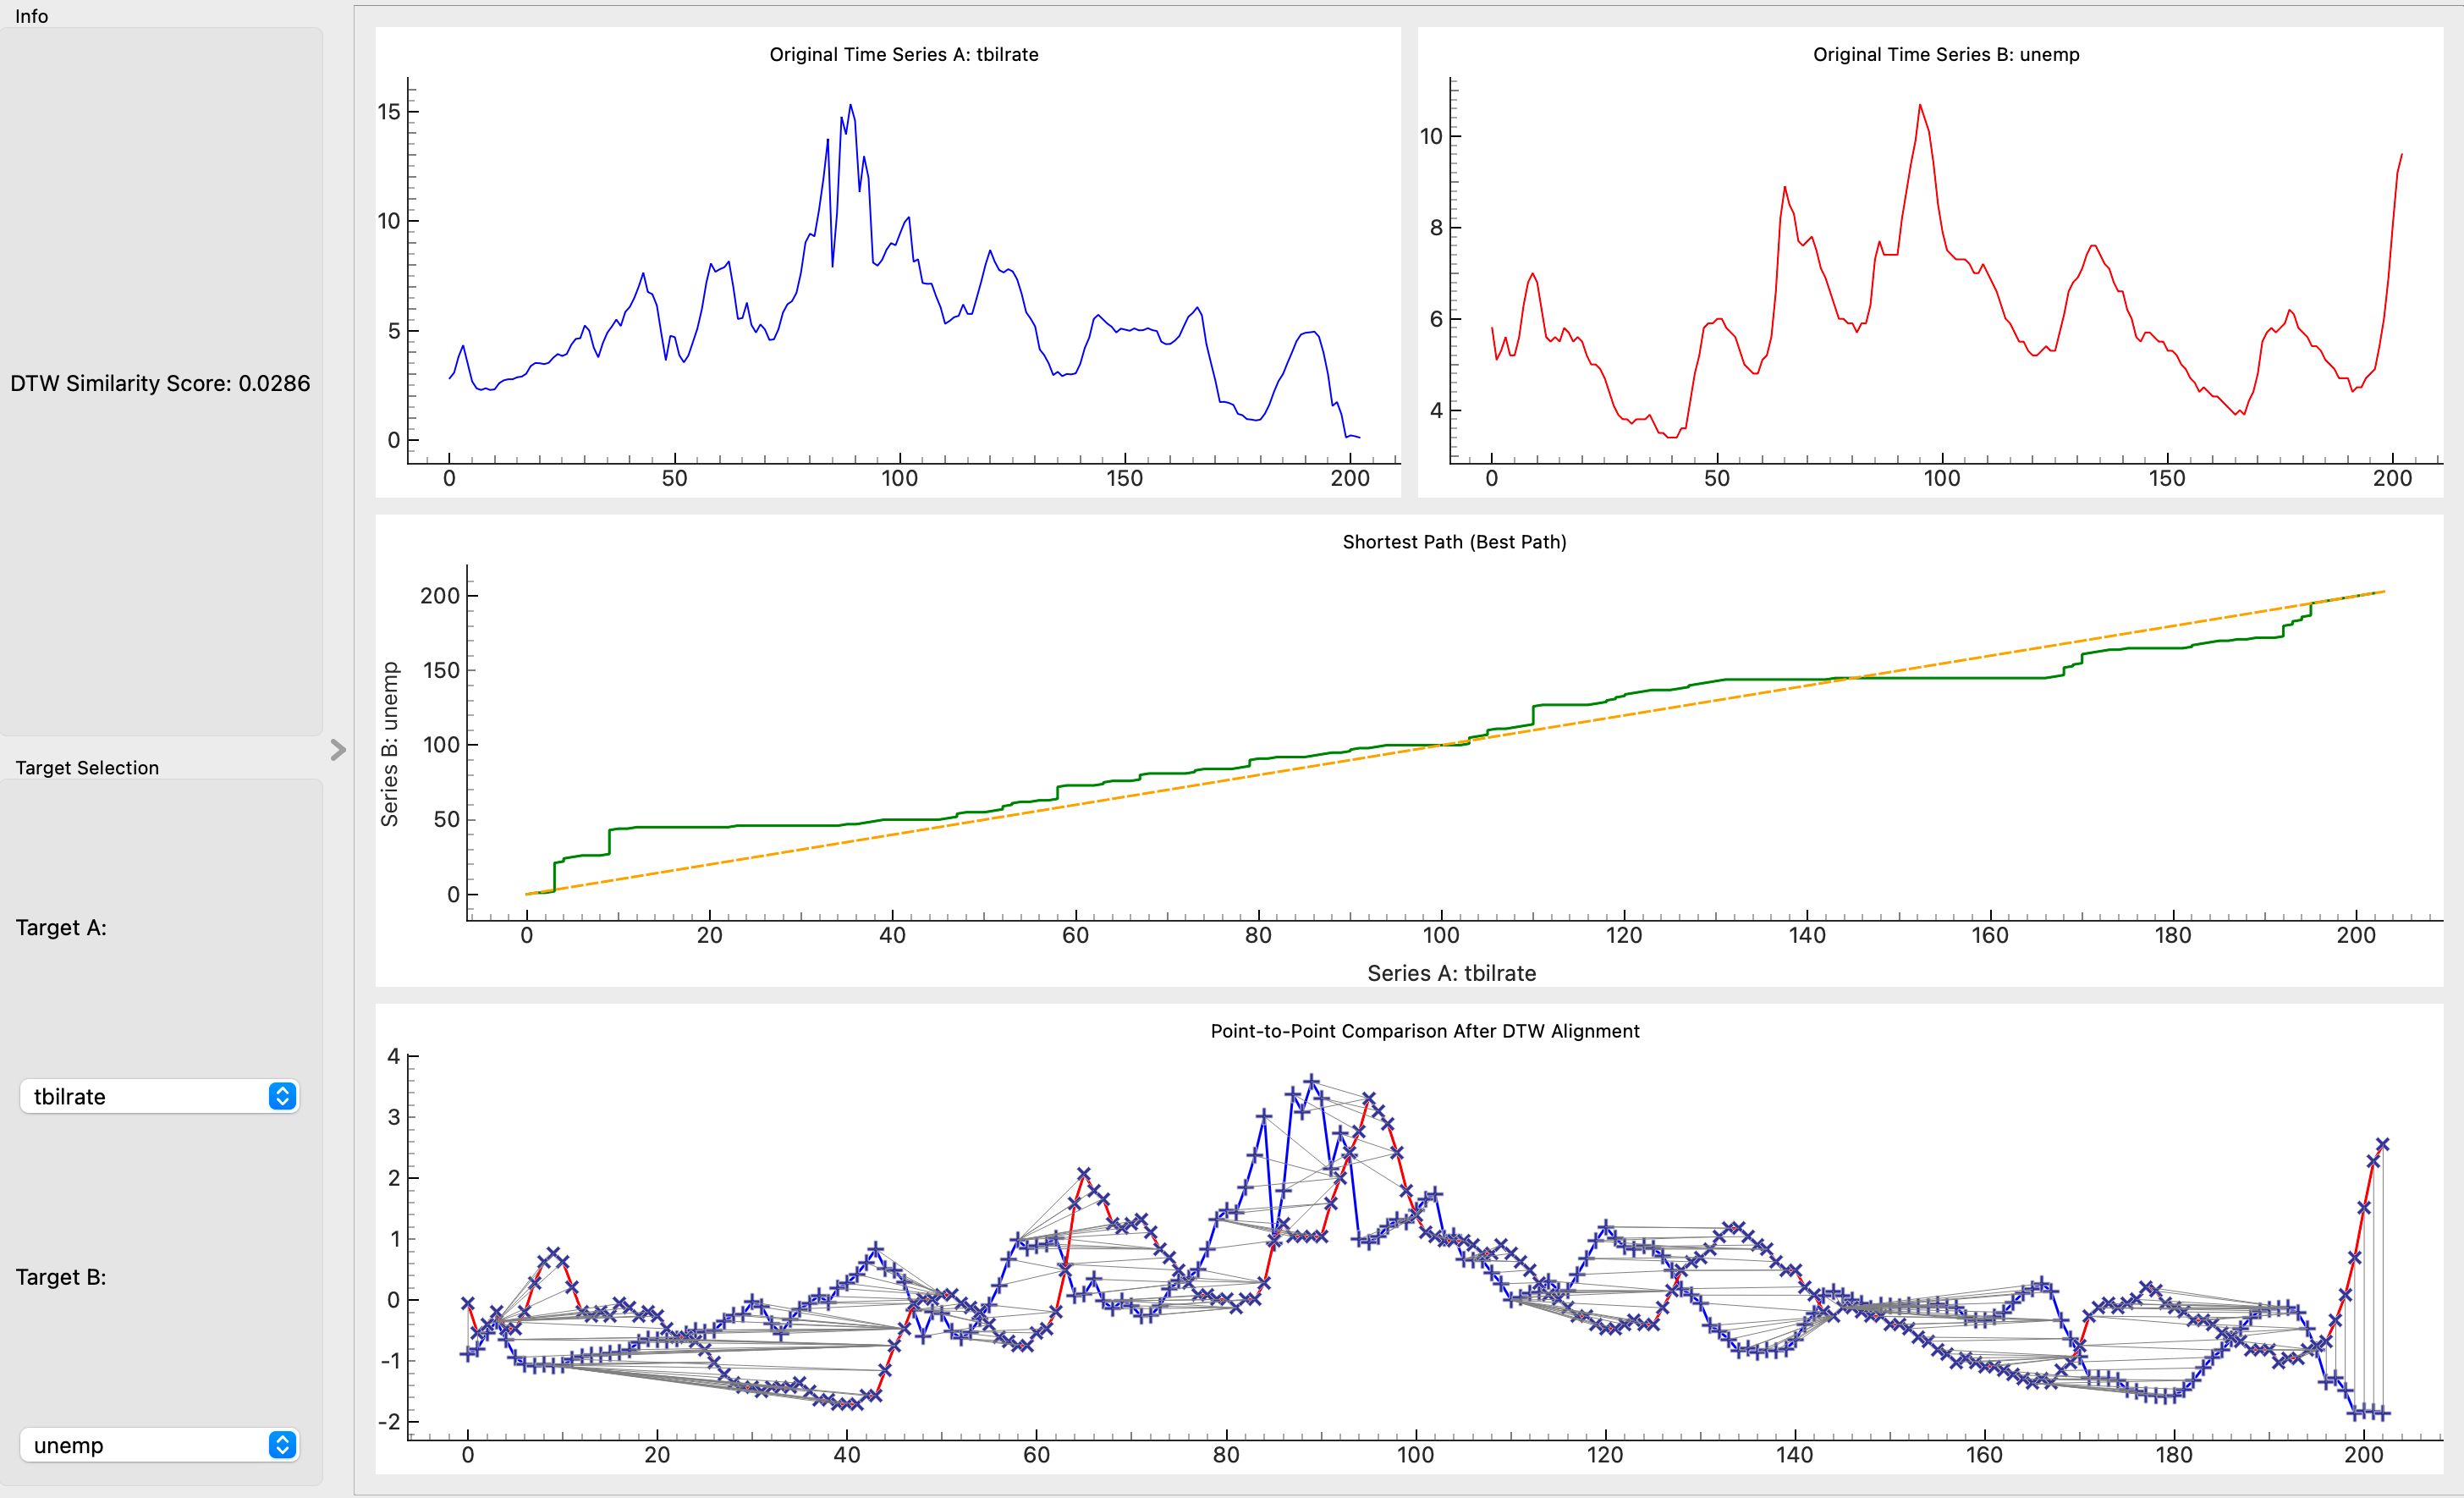 Info
DTW Similarity Score: 0.0286
Target Selection
Target A:
tbilrate
Target B:
unemp
Original Time Series A: tbilrate
15
10
5
0
0 50 100 150 200
Original Time Series B: unemp
10
8
6
4
0 50 100 150 200
Shortest Path (Best Path)
Series B: unemp
200
150
100
50
0
0 20 40 60 80 100 120 140 160 180 200
Series A: tbilrate
Point-to-Point Comparison After DTW Alignment
4
3
2
1
0
-1
-2
0 20 40 60 80 100 120 140 160 180 200